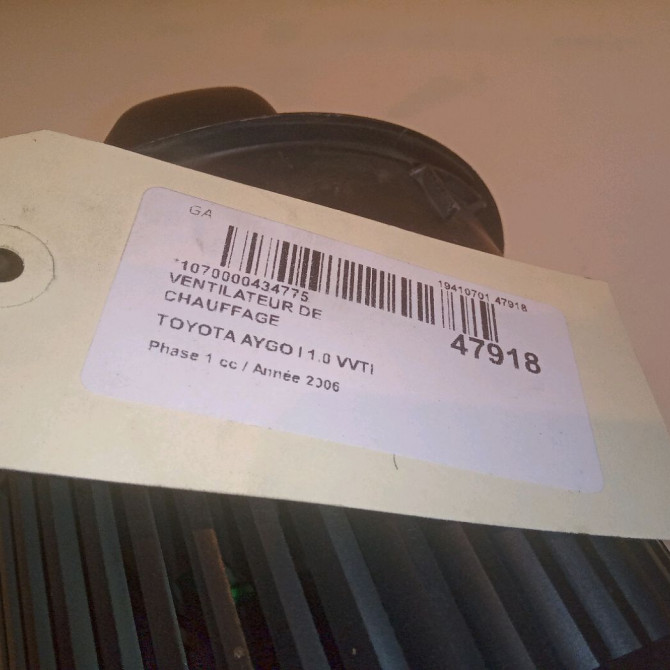 GA
19410701 47918
*1070000434775
VENTILATEUR DE
CHAUFFAGE
47918
TOYOTA AYGO I 1.0 VVTI
Phase 1 cc / Année 2006